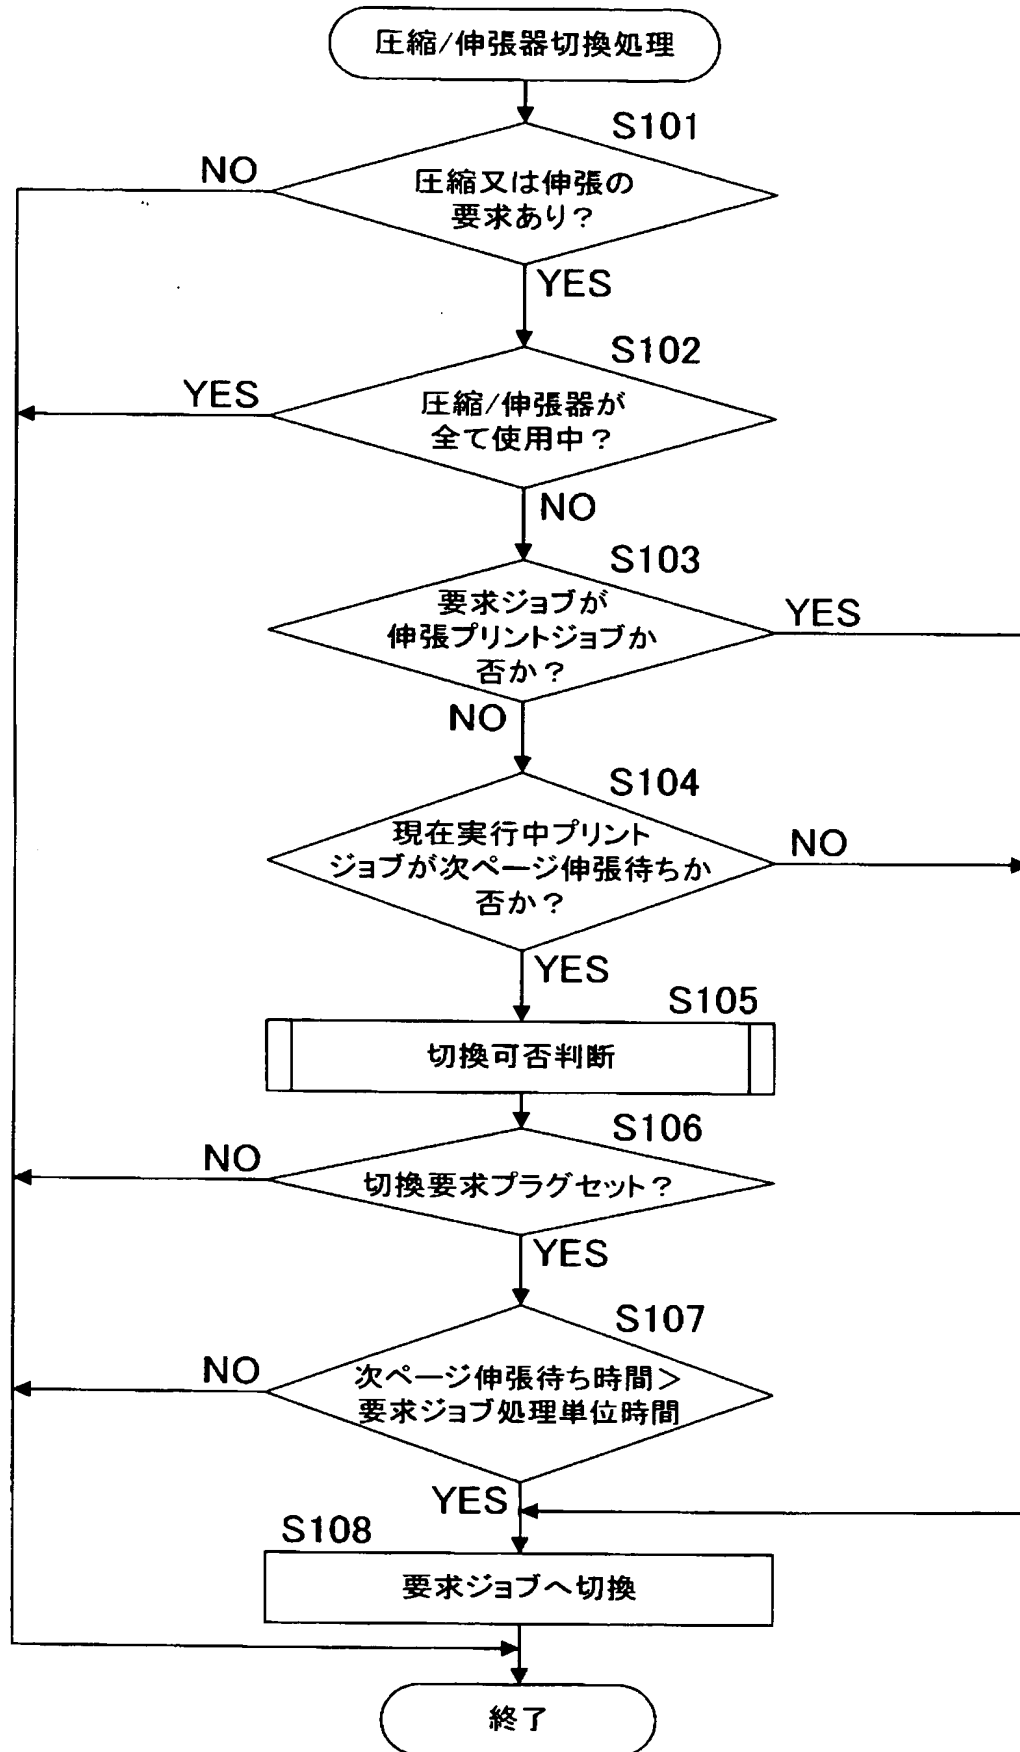 圧縮/伸張器切換処理
S101
NO
圧縮又は伸張の
要求あり?
YES
S102
YES
圧縮/伸張器が
全て使用中?
NO
S103
要求ジョブが
伸張プリントジョブか
否か?
YES
NO
S104
現在実行中プリント
ジョブが次ページ伸張待ちか
否か?
NO
YES
S105
切換可否判断
S106
NO
切換要求プラグセット?
YES
S107
NO
次ページ伸張待ち時間>
要求ジョブ処理単位時間
YES
S108
要求ジョブへ切換
終了